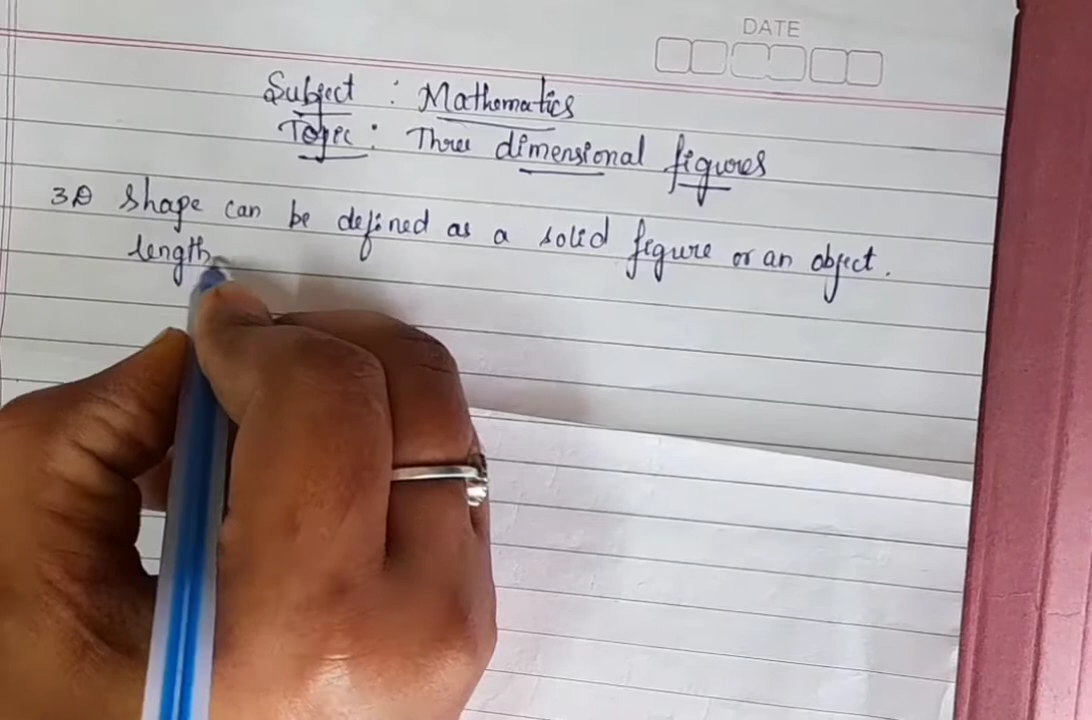 DATE
Subject : Mathematics
Topic : Three dimensional figures
3D shape can be defined as a solid figure or an object.
length